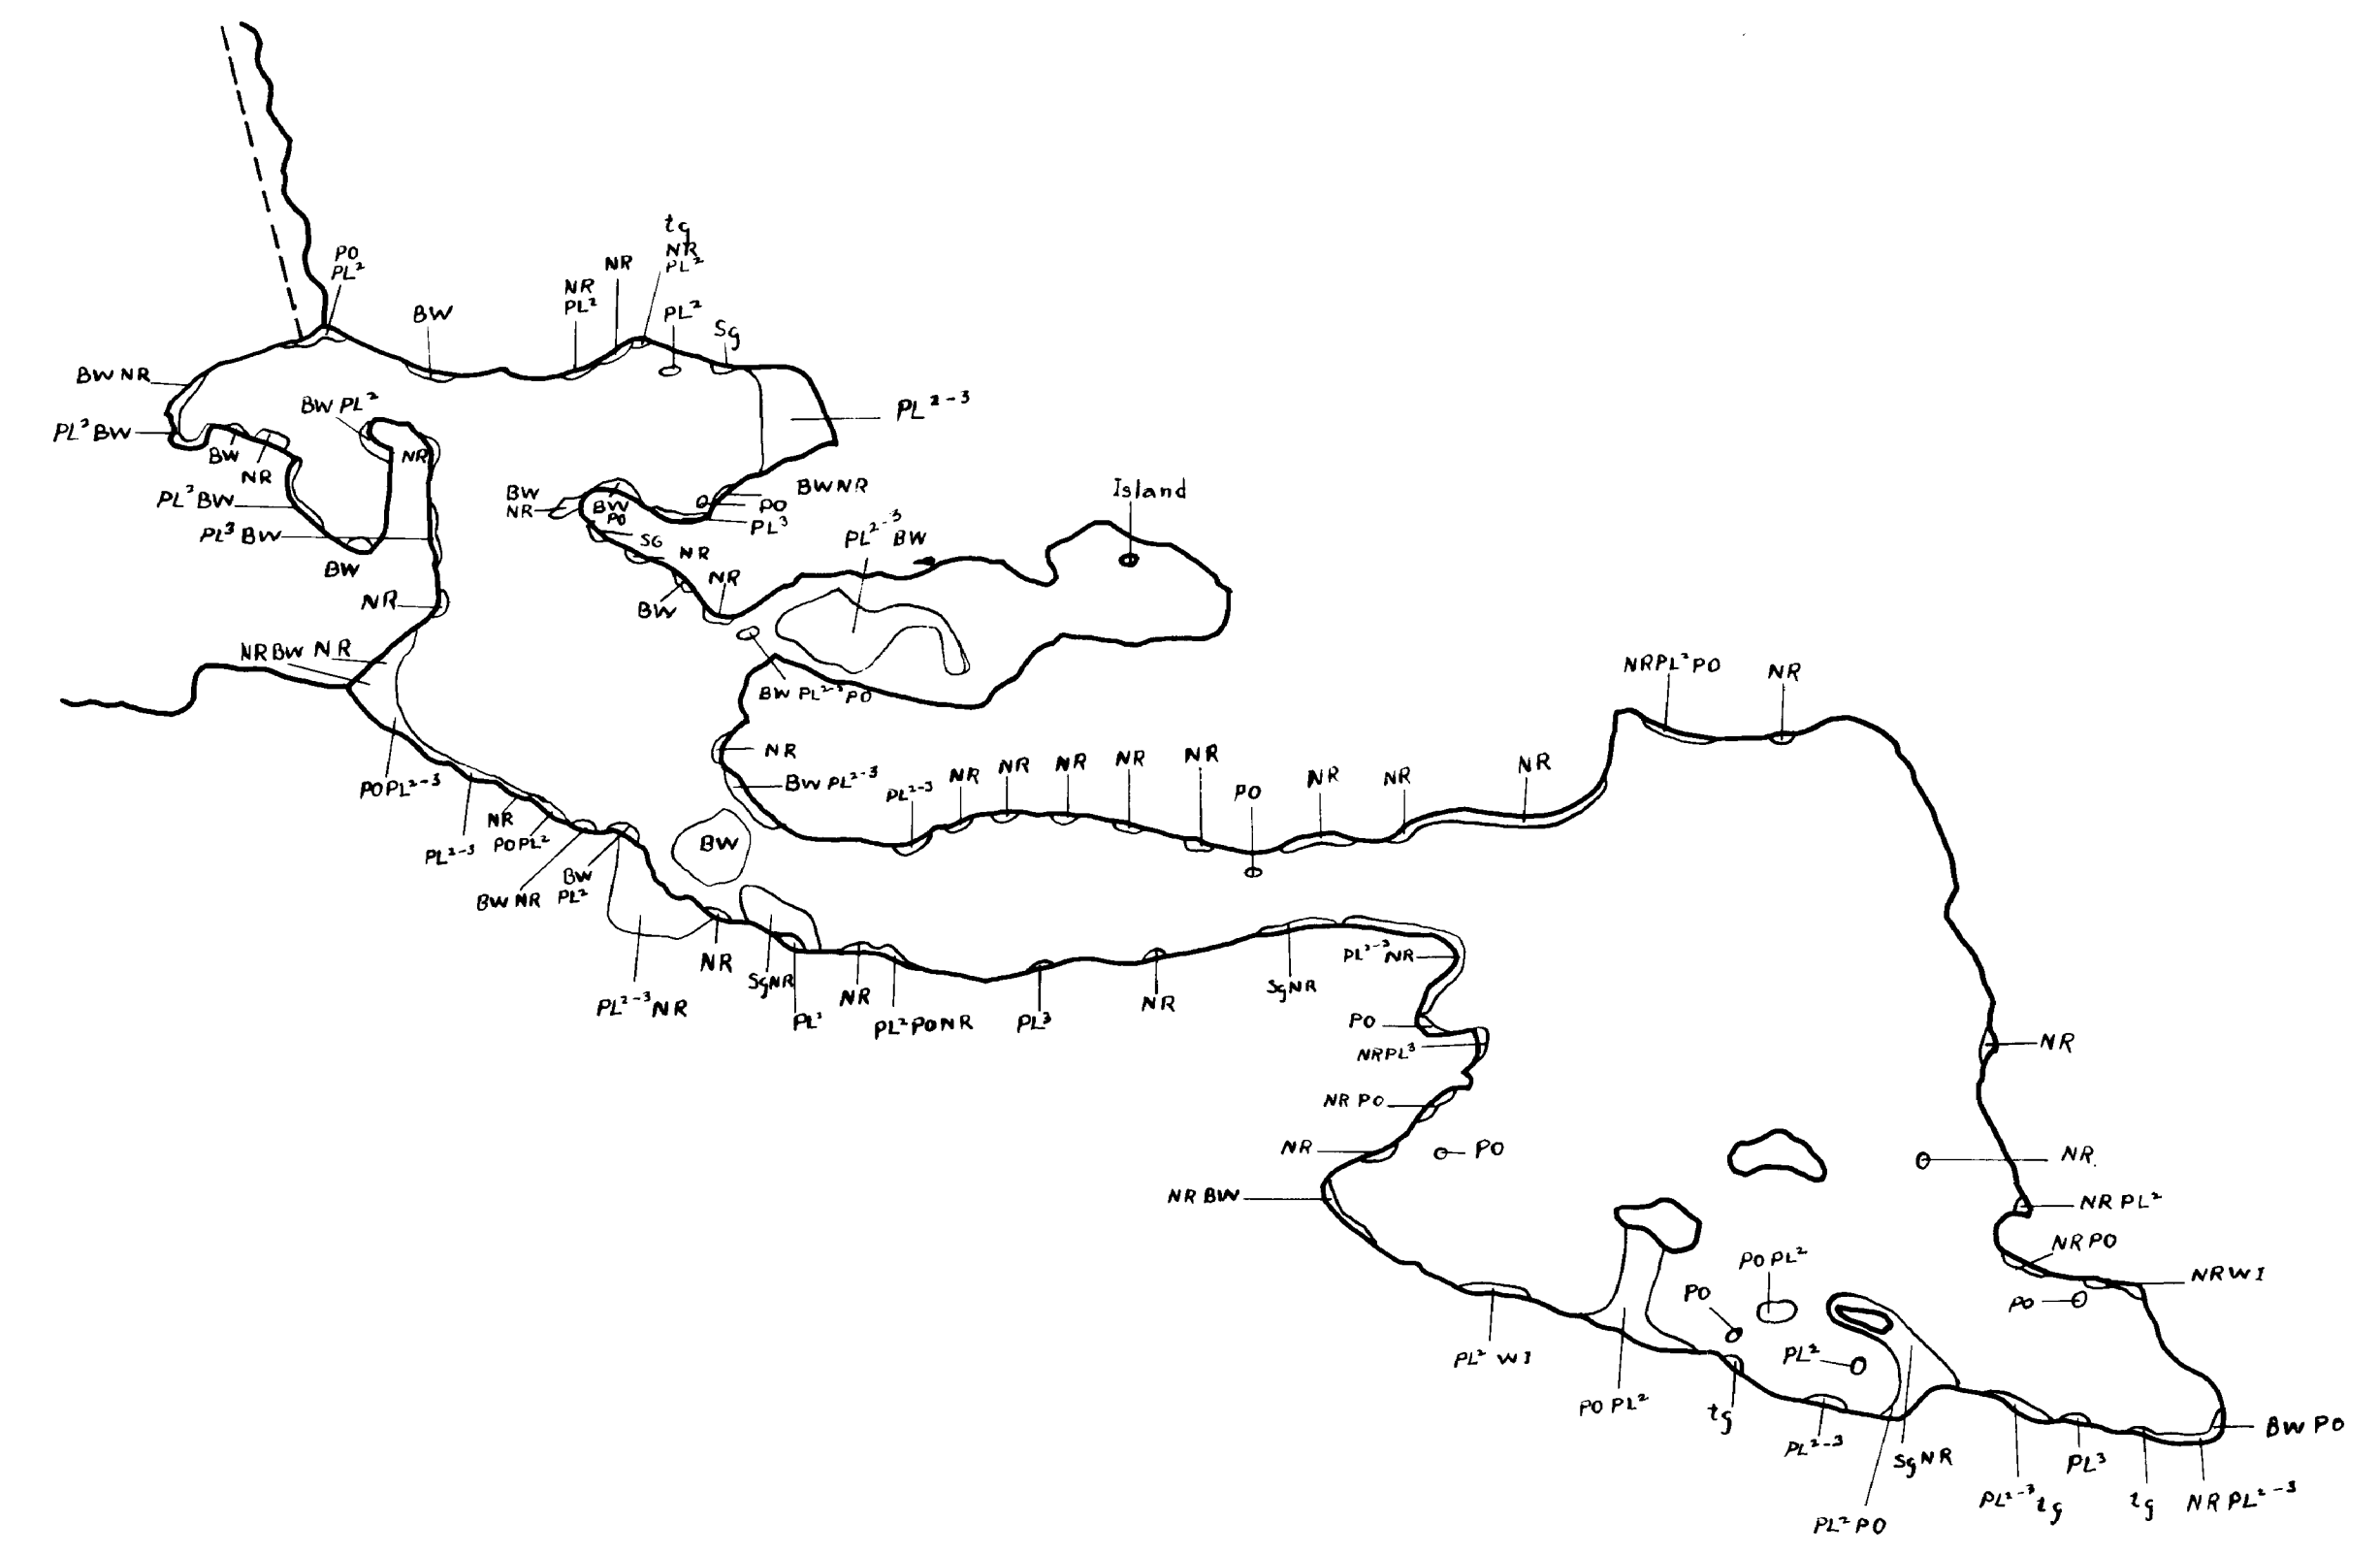 tg
NR
PL²
PO
PL²
NR
NR
PL²
PL²
BW
Sg
BW NR
PL²⁻³
BW PL²
PL³ BW
BW
NR
NR
PL² BW
BW
NR
BW
PO
BW NR
PO
PL³
Island
PL³ BW
SG
PL²⁻³ BW
NR
BW
NR
BW
NR
NR BW NR
BW PL²⁻³ PO
NR PL² PO
NR
NR
BW PL²⁻³
PO PL²⁻³
PL²⁻³
NR
NR
NR
NR
NR
PO
NR
NR
NR
NR
PO PL²
PL²⁻³
BW
BW
PL²
BW NR
NR
PL²⁻³ NR
Sg NR
NR
PL²⁻³ NR
Sg NR
NR
PL² PO NR
PL³
PO
NR PL³
NR
NR PO
NR
PO
NR
NR BW
NR PL²
NR PO
PO PL²
NR WI
PO
PO
PL² WI
PL²
PO PL²
tg
PL²⁻³
Sg NR
BW PO
PL³
PL²⁻³ tg
tg
NR PL²⁻³
PL² PO